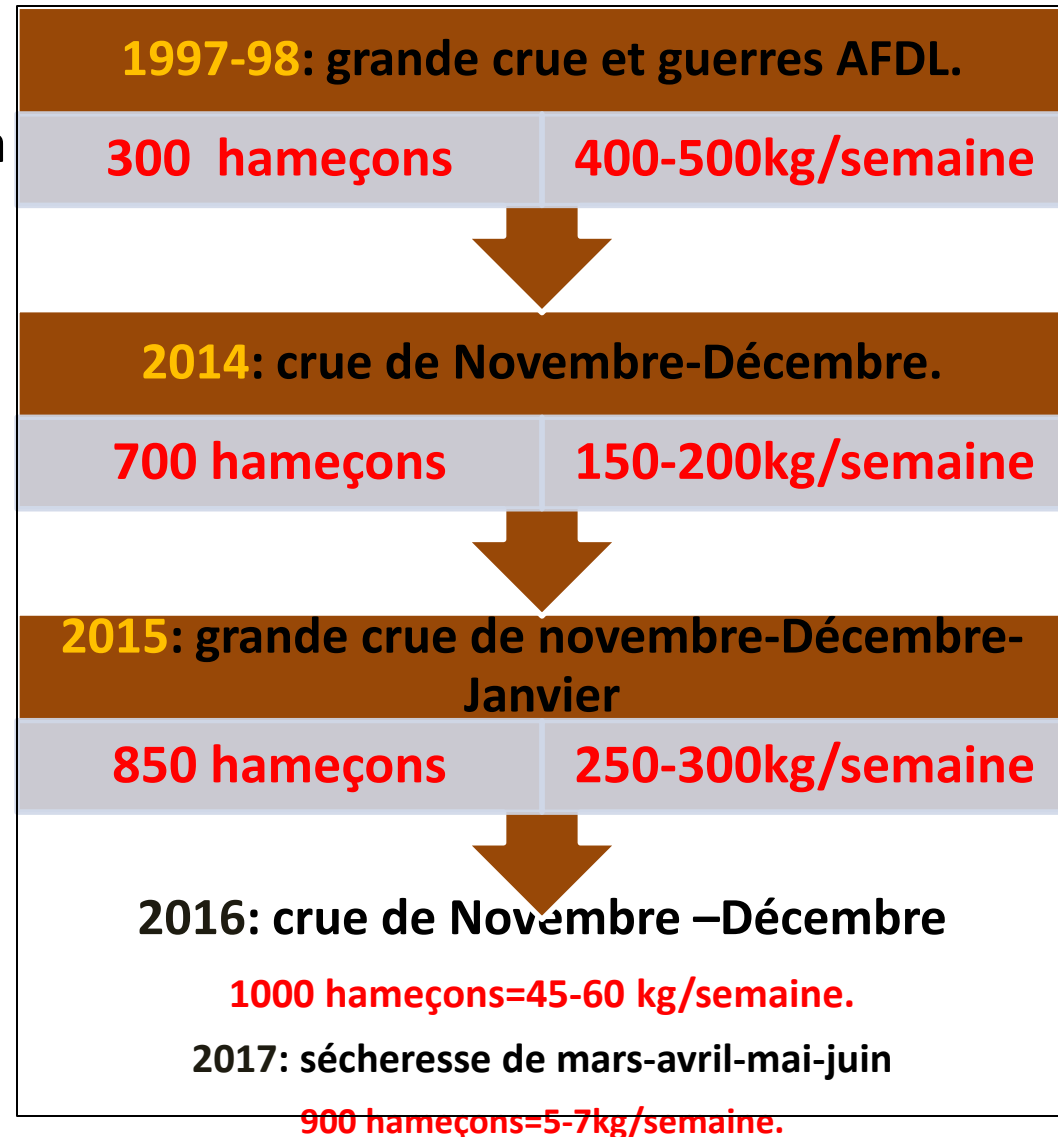 1997-98: grande crue et guerres AFDL.
300 hameçons 400-500kg/semaine
2014: crue de Novembre-Décembre.
700 hameçons 150-200kg/semaine
2015: grande crue de novembre-Décembre-
Janvier
850 hameçons 250-300kg/semaine
2016: crue de Novembre –Décembre
1000 hameçons=45-60 kg/semaine.
2017: sécheresse de mars-avril-mai-juin
900 hameçons=5-7kg/semaine.